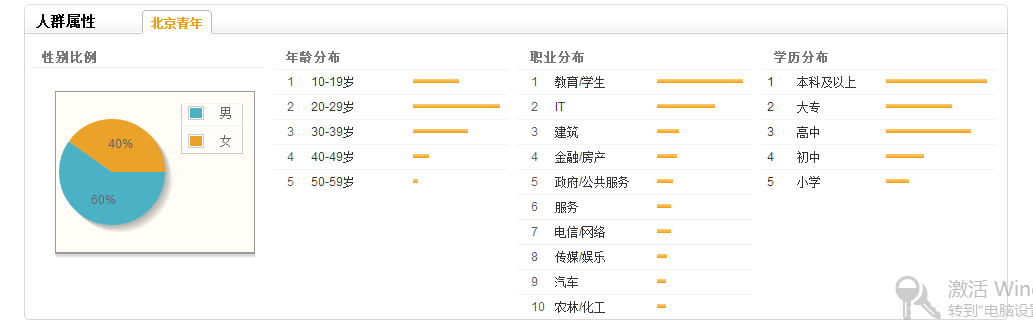 人群属性 北京青年
性别比例
男
女
40%
60%
年龄分布
1 10-19岁
2 20-29岁
3 30-39岁
4 40-49岁
5 50-59岁
职业分布
1 教育/学生
2 IT
3 建筑
4 金融/房产
5 政府/公共服务
6 服务
7 电信/网络
8 传媒/娱乐
9 汽车
10 农林/化工
学历分布
1 本科及以上
2 大专
3 高中
4 初中
5 小学
激活 Wind
转到"电脑设